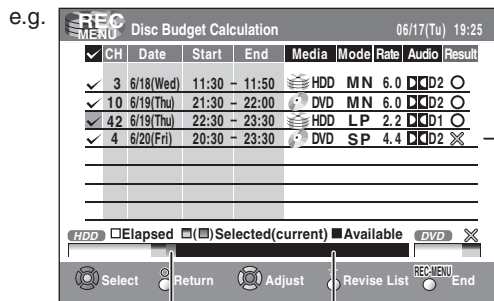 e.g.
REC MENU Disc Budget Calculation 06/17(Tu) 19:25
✓ CH Date Start End Media Mode Rate Audio Result
✓ 3 6/18(Wed) 11:30 – 11:50 HDD MN 6.0 D2 ○
✓ 10 6/19(Thu) 21:30 – 22:00 DVD MN 6.0 D2 ○
✓ 42 6/19(Thu) 22:30 – 23:30 HDD LP 2.2 D1 ○
✓ 4 6/20(Fri) 20:30 – 23:30 DVD SP 4.4 D2 ✕
HDD □Elapsed ■(■)Selected(current) ■Available DVD ✕
Select Return Adjust Revise List REC MENU End